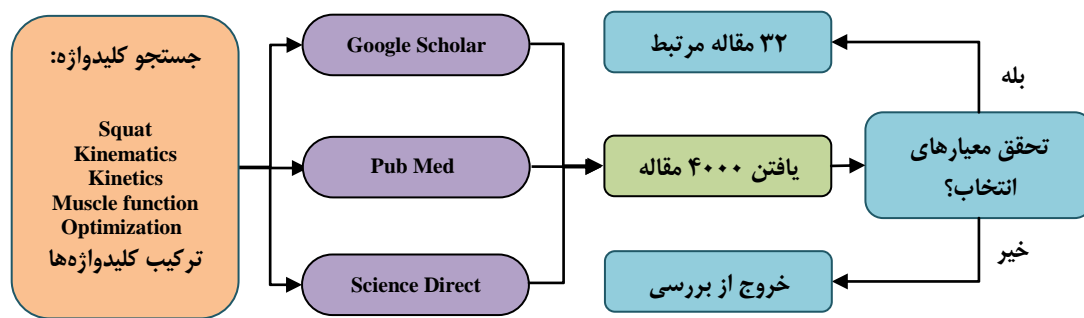 جستجو کلیدواژه:
Squat
Kinematics
Kinetics
Muscle function
Optimization
ترکیب کلیدواژه‌ها
Google Scholar
Pub Med
Science Direct
۳۲ مقاله مرتبط
یافتن ۴۰۰۰ مقاله
خروج از بررسی
تحقق معیارهای
انتخاب؟
بله
خیر